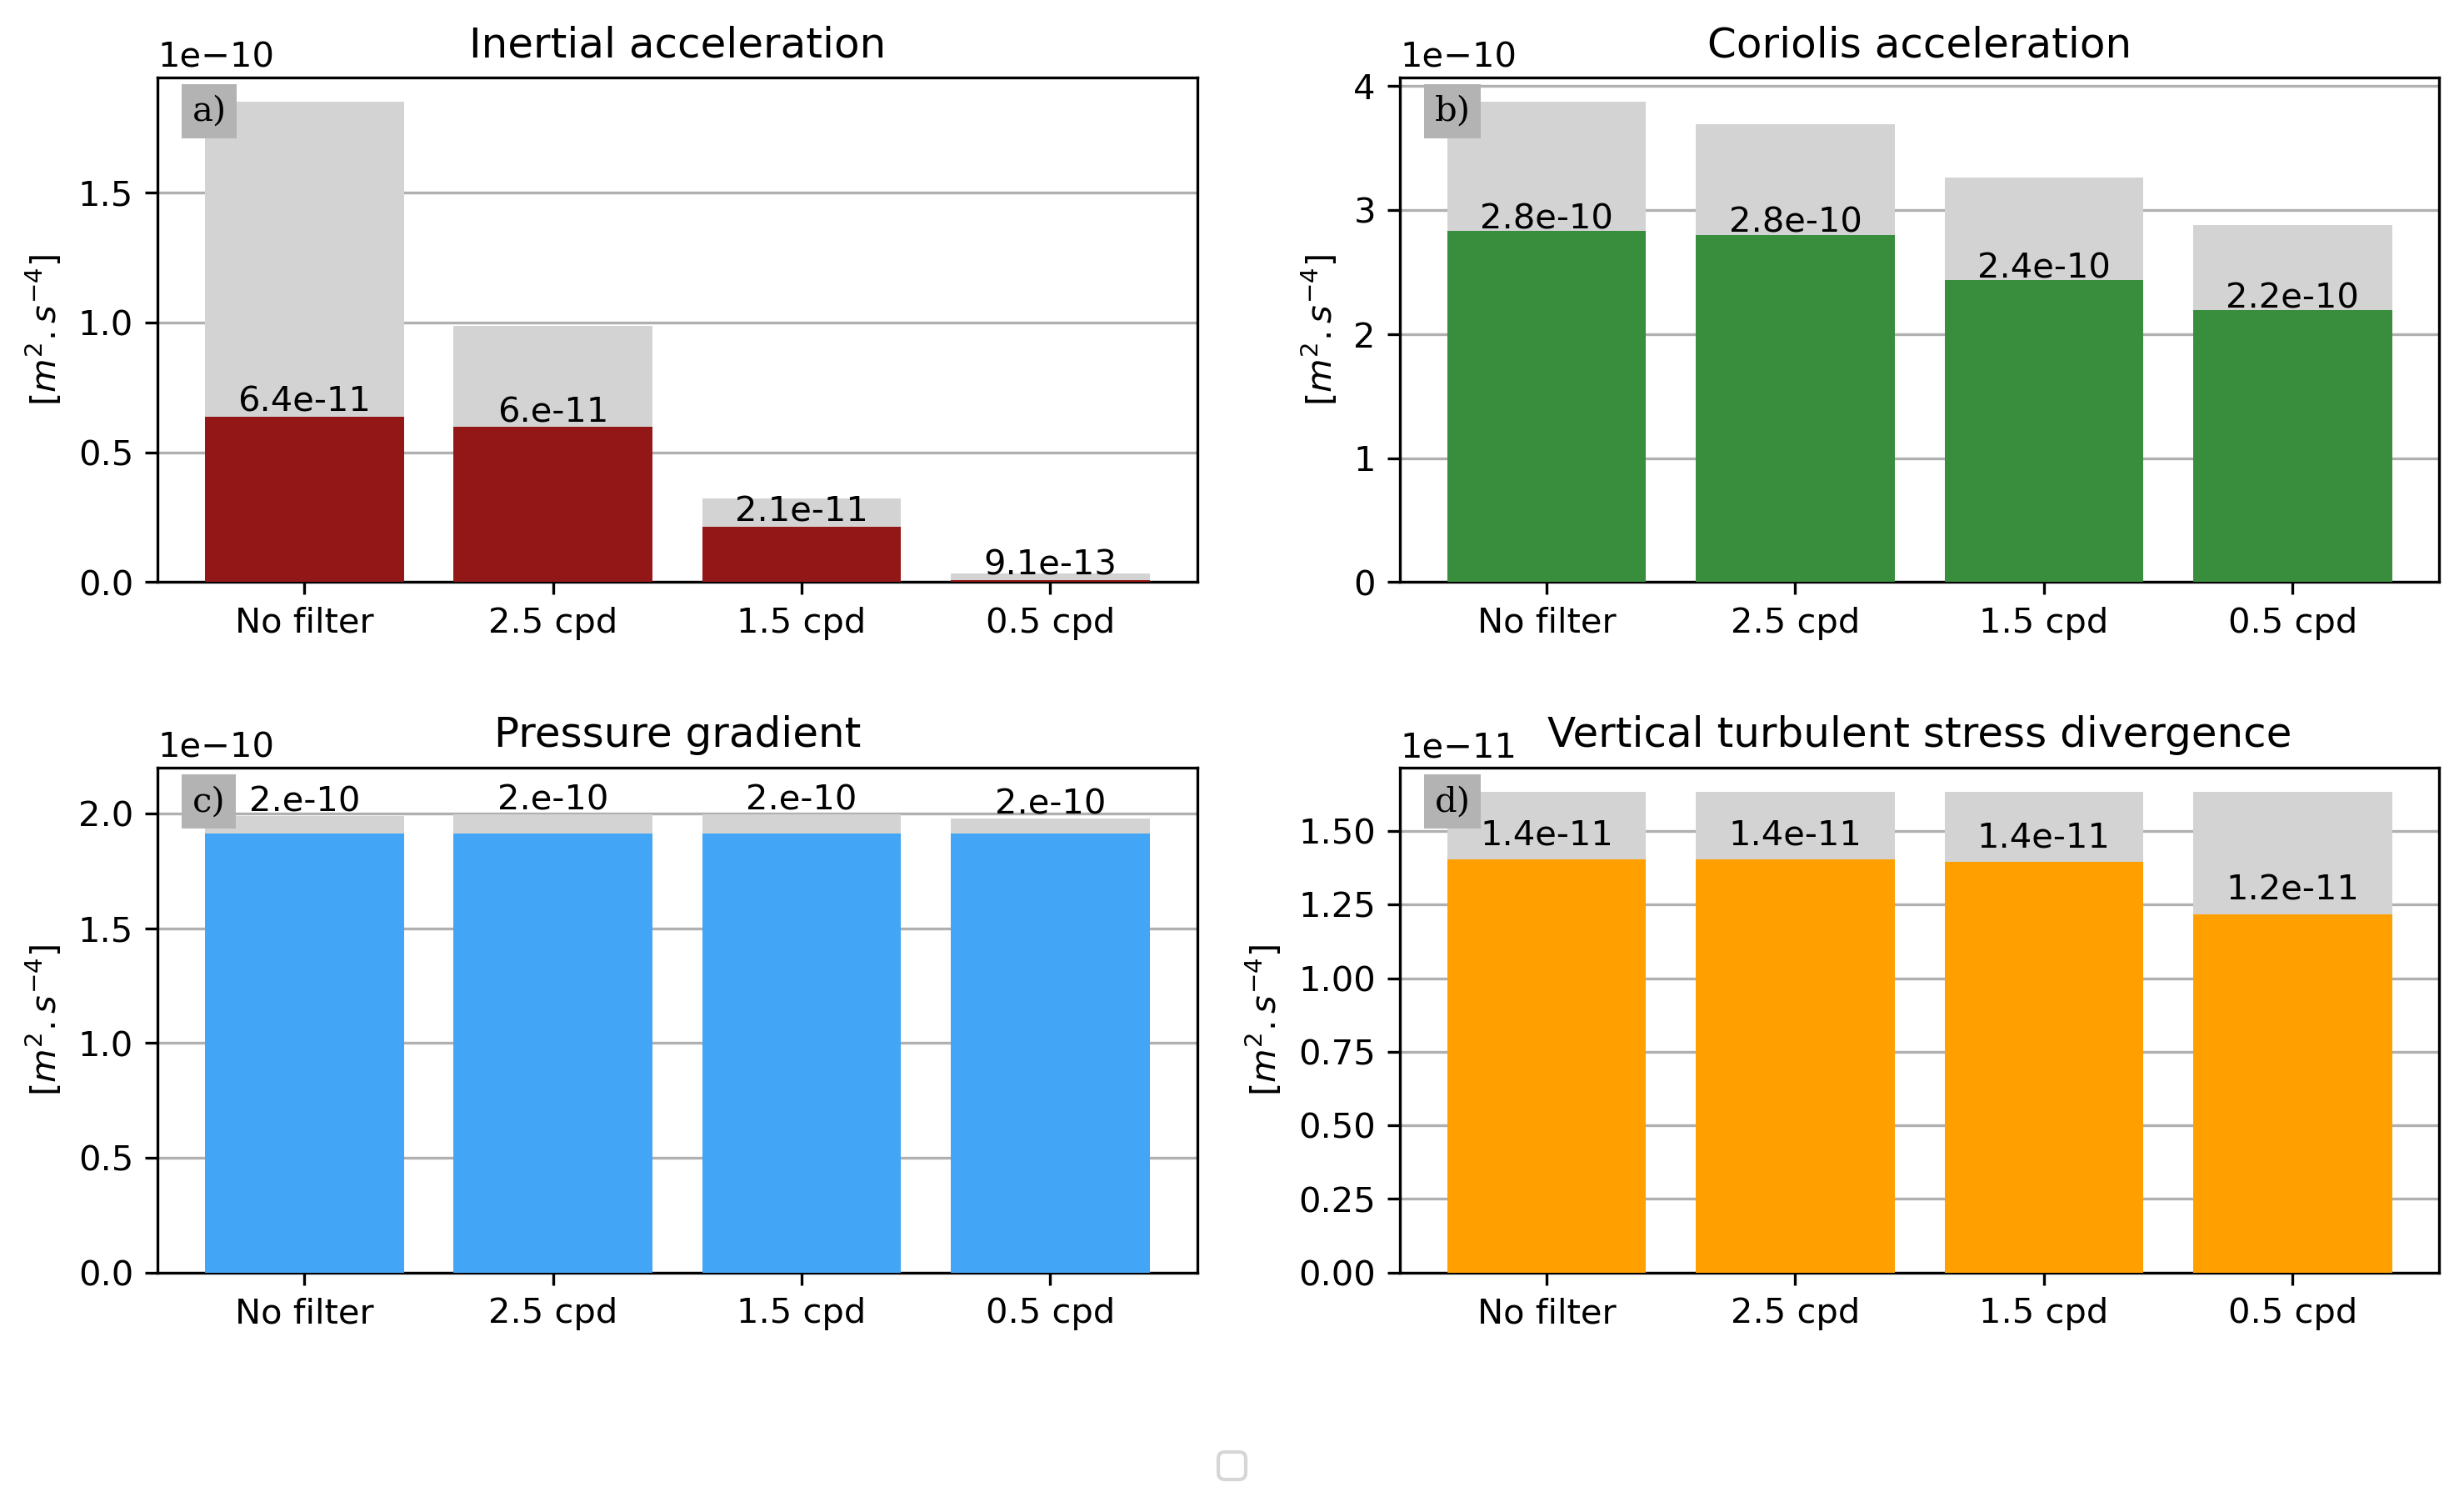 Inertial acceleration
1e−10
a)
1.5
1.0
0.5
0.0
[m².s⁻⁴]
6.4e-11
6.e-11
2.1e-11
9.1e-13
No filter
2.5 cpd
1.5 cpd
0.5 cpd
Coriolis acceleration
1e−10
b)
4
3
2
1
0
[m².s⁻⁴]
2.8e-10
2.8e-10
2.4e-10
2.2e-10
No filter
2.5 cpd
1.5 cpd
0.5 cpd
Pressure gradient
1e−10
c)
2.0
1.5
1.0
0.5
0.0
[m².s⁻⁴]
2.e-10
2.e-10
2.e-10
2.e-10
No filter
2.5 cpd
1.5 cpd
0.5 cpd
Vertical turbulent stress divergence
1e−11
d)
1.50
1.25
1.00
0.75
0.50
0.25
0.00
[m².s⁻⁴]
1.4e-11
1.4e-11
1.4e-11
1.2e-11
No filter
2.5 cpd
1.5 cpd
0.5 cpd